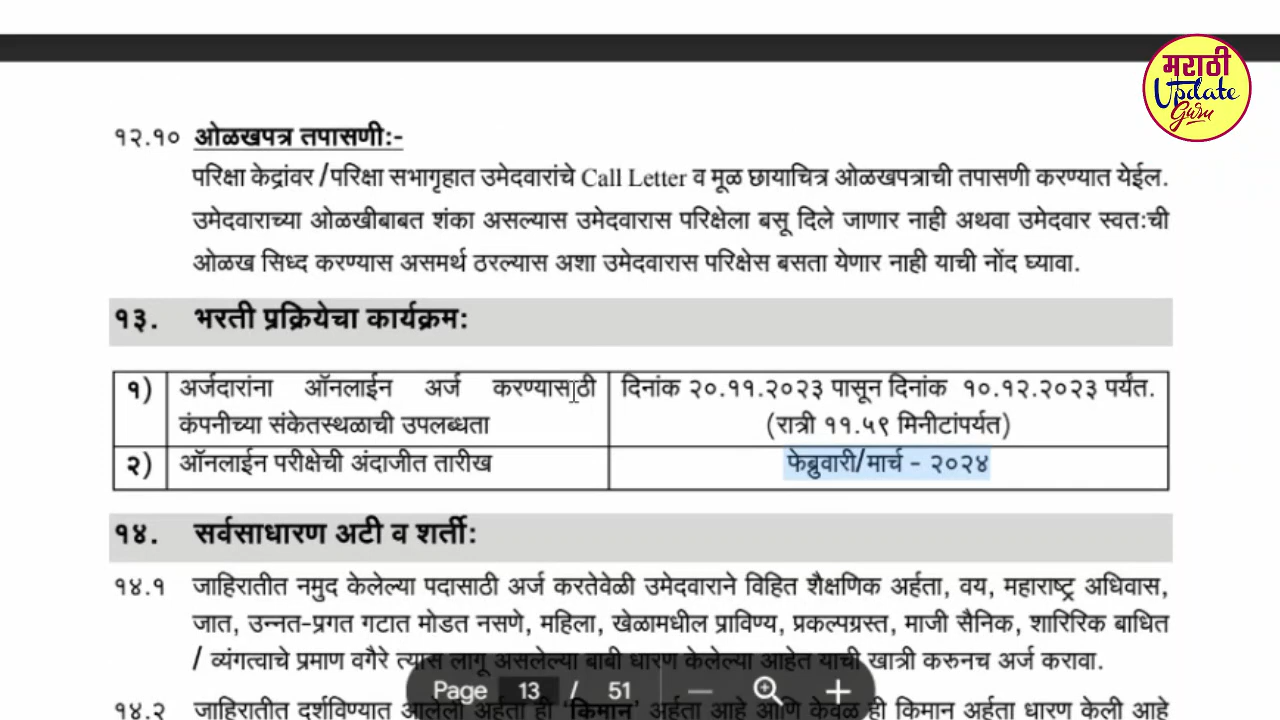 मराठी
Update
Guru
१२.१० ओळखपत्र तपासणी:-
परिक्षा केद्रांवर /परिक्षा सभागृहात उमेदवारांचे Call Letter व मूळ छायाचित्र ओळखपत्राची तपासणी करण्यात येईल.
उमेदवाराच्या ओळखीबाबत शंका असल्यास उमेदवारास परिक्षेला बसू दिले जाणार नाही अथवा उमेदवार स्वतःची
ओळख सिध्द करण्यास असमर्थ ठरल्यास अशा उमेदवारास परिक्षेस बसता येणार नाही याची नोंद घ्यावा.
१३. भरती प्रक्रियेचा कार्यक्रम:
१) अर्जदारांना ऑनलाईन अर्ज करण्यासाठी दिनांक २०.११.२०२३ पासून दिनांक १०.१२.२०२३ पर्यंत.
कंपनीच्या संकेतस्थळाची उपलब्धता (रात्री ११.५९ मिनीटांपर्यत)
२) ऑनलाईन परीक्षेची अंदाजीत तारीख फेब्रुवारी/मार्च - २०२४
१४. सर्वसाधारण अटी व शर्ती:
१४.१ जाहिरातीत नमुद केलेल्या पदासाठी अर्ज करतेवेळी उमेदवाराने विहित शैक्षणिक अर्हता, वय, महाराष्ट्र अधिवास,
जात, उन्नत-प्रगत गटात मोडत नसणे, महिला, खेळामधील प्राविण्य, प्रकल्पग्रस्त, माजी सैनिक, शारिरिक बाधित
/ व्यंगत्वाचे प्रमाण वगैरे त्यास लागू असलेल्या बाबी धारण केलेल्या आहेत याची खात्री करुनच अर्ज करावा.
Page 13 / 51
१४.२ जाहिरातीत दर्शविण्यात आलेली अर्हता ही 'किमान' अर्हता आहे आणि केवळ ही किमान अर्हता धारण केली आहे